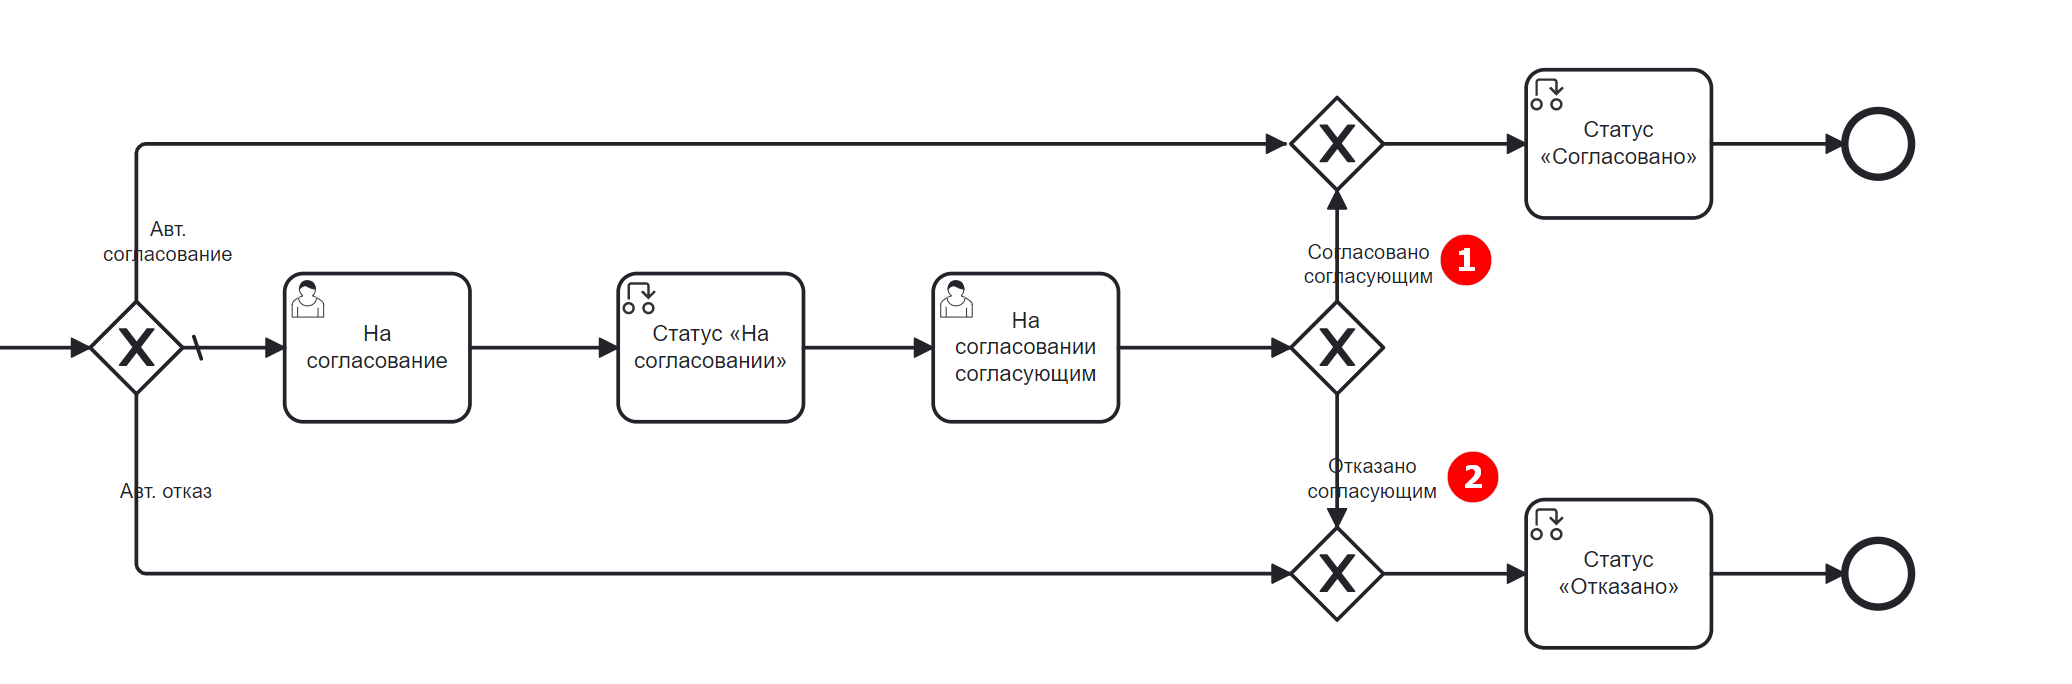 Авт.
согласование
На
согласование
Статус «На
согласовании»
На
согласовании
согласующим
Согласовано
согласующим
1
Статус
«Согласовано»
Авт. отказ
Отказано
согласующим
2
Статус
«Отказано»